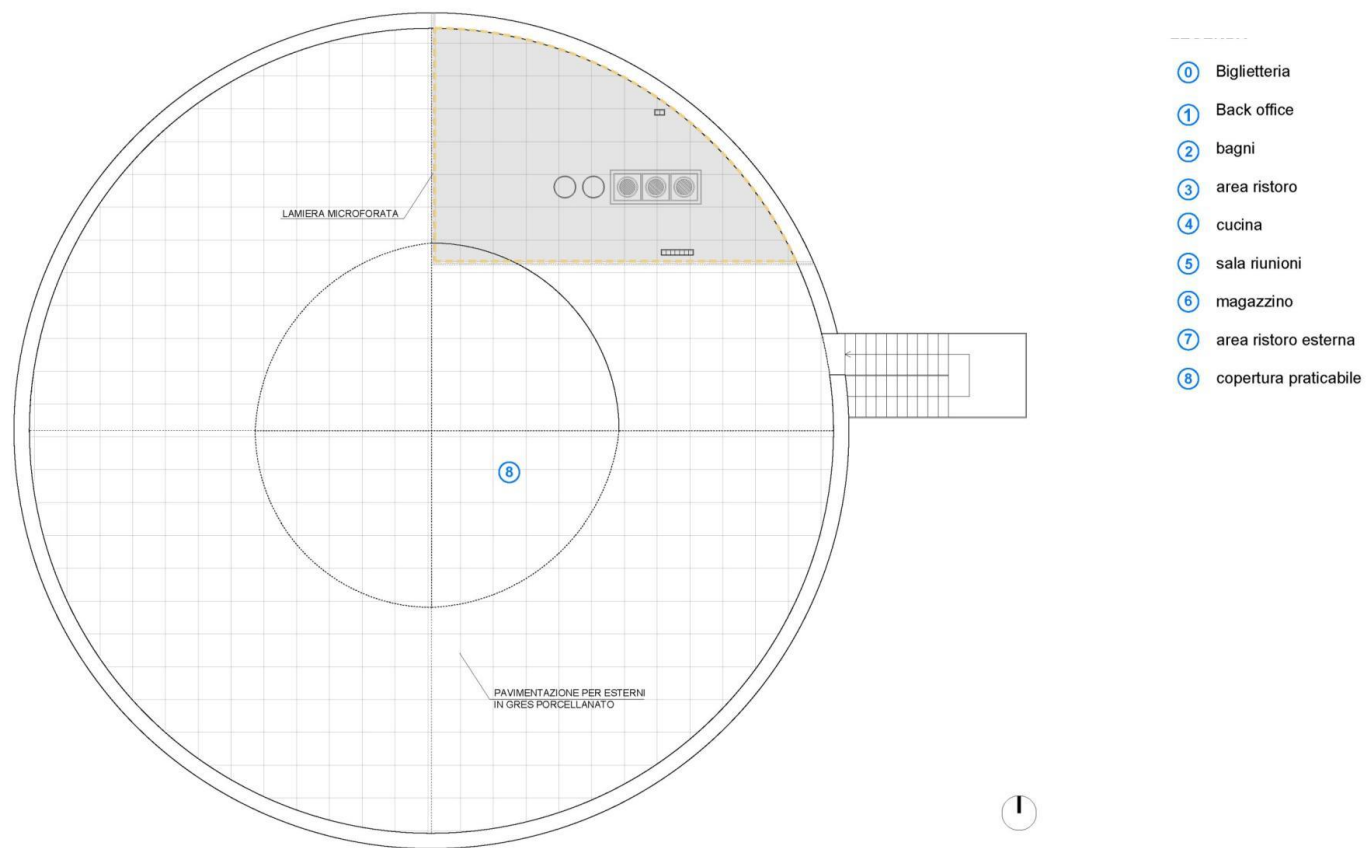 0 Biglietteria
1 Back office
2 bagni
3 area ristoro
4 cucina
5 sala riunioni
6 magazzino
7 area ristoro esterna
8 copertura praticabile
LAMIERA MICROFORATA
8
PAVIMENTAZIONE PER ESTERNI
IN GRES PORCELLANATO